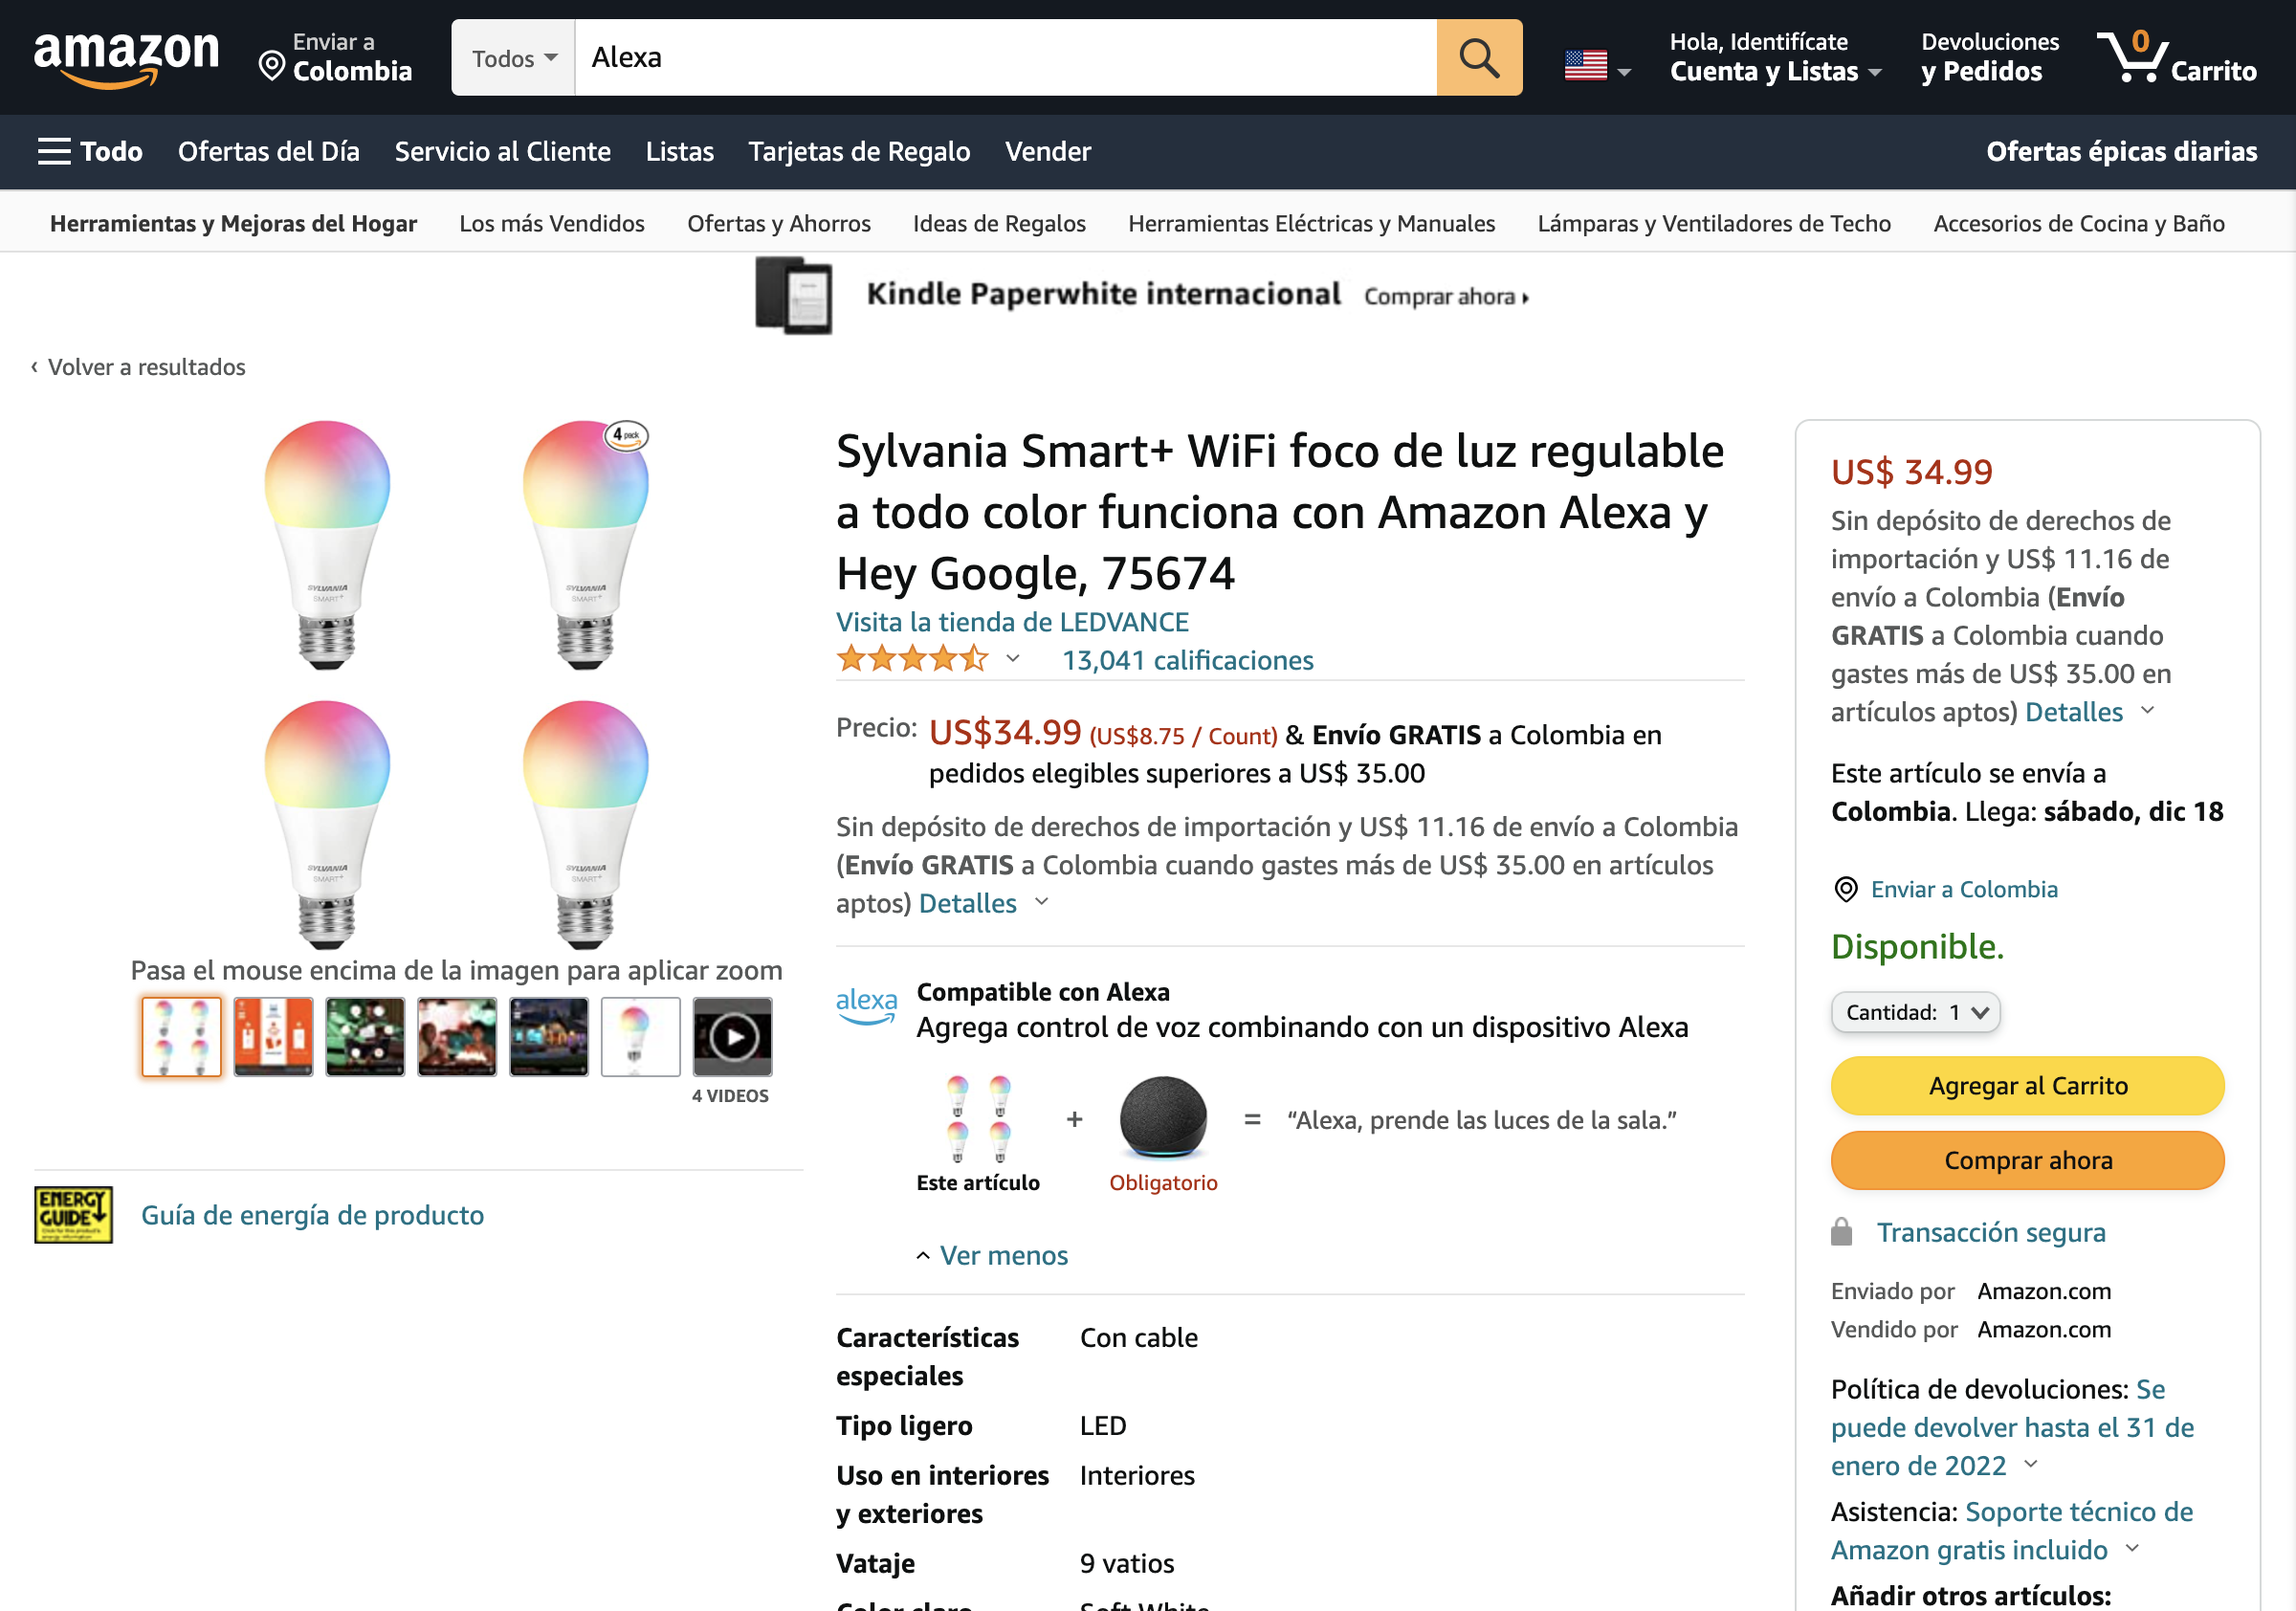 amazon
Enviar a
Colombia
Todos
Alexa
Hola, Identifícate
Cuenta y Listas
Devoluciones
y Pedidos
0
Carrito
Todo
Ofertas del Día
Servicio al Cliente
Listas
Tarjetas de Regalo
Vender
Ofertas épicas diarias
Herramientas y Mejoras del Hogar
Los más Vendidos
Ofertas y Ahorros
Ideas de Regalos
Herramientas Eléctricas y Manuales
Lámparas y Ventiladores de Techo
Accesorios de Cocina y Baño
Kindle Paperwhite internacional
Comprar ahora
‹ Volver a resultados
4 pack
SYLVANIA
SMART+
SYLVANIA
SMART+
SYLVANIA
SMART+
SYLVANIA
SMART+
Pasa el mouse encima de la imagen para aplicar zoom
4 VIDEOS
ENERGY
GUIDE
Guía de energía de producto
Sylvania Smart+ WiFi foco de luz regulable
a todo color funciona con Amazon Alexa y
Hey Google, 75674
Visita la tienda de LEDVANCE
13,041 calificaciones
Precio: US$34.99 (US$8.75 / Count) & Envío GRATIS a Colombia en
pedidos elegibles superiores a US$ 35.00
Sin depósito de derechos de importación y US$ 11.16 de envío a Colombia
(Envío GRATIS a Colombia cuando gastes más de US$ 35.00 en artículos
aptos) Detalles
alexa
Compatible con Alexa
Agrega control de voz combinando con un dispositivo Alexa
+
=
“Alexa, prende las luces de la sala.”
Este artículo
Obligatorio
Ver menos
Características
especiales
Con cable
Tipo ligero
LED
Uso en interiores
y exteriores
Interiores
Vataje
9 vatios
Color claro
Soft White
US$ 34.99
Sin depósito de derechos de
importación y US$ 11.16 de
envío a Colombia (Envío
GRATIS a Colombia cuando
gastes más de US$ 35.00 en
artículos aptos) Detalles
Este artículo se envía a
Colombia. Llega: sábado, dic 18
Enviar a Colombia
Disponible.
Cantidad: 1
Agregar al Carrito
Comprar ahora
Transacción segura
Enviado por Amazon.com
Vendido por Amazon.com
Política de devoluciones: Se
puede devolver hasta el 31 de
enero de 2022
Asistencia: Soporte técnico de
Amazon gratis incluido
Añadir otros artículos: